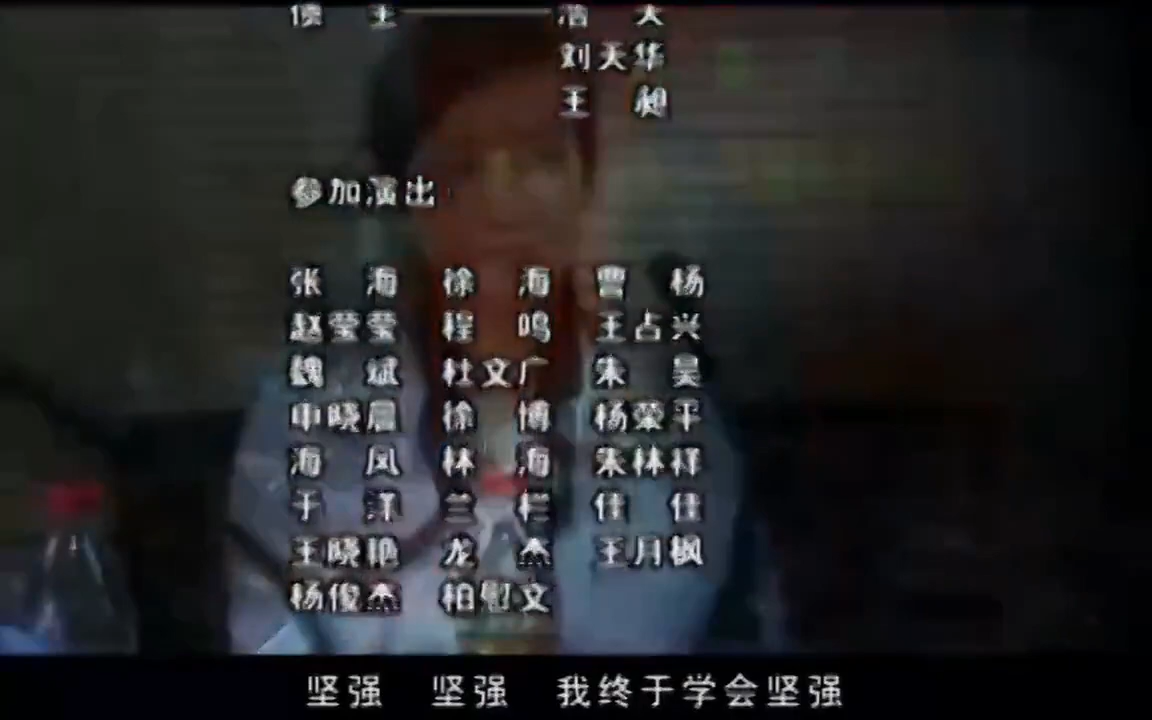 刘天华
王 昶
参加演出
张 海 徐 海 曹 杨
赵莹莹 程 鸣 王占兴
魏 斌 杜文广 朱 昊
申晓晨 徐 博 杨荣平
海 凤 林 海 朱林祥
于 洋 兰 栏 佳 佳
王晓艳 龙 杰 王月枫
杨俊杰 柏慰文
坚强 坚强 我终于学会坚强